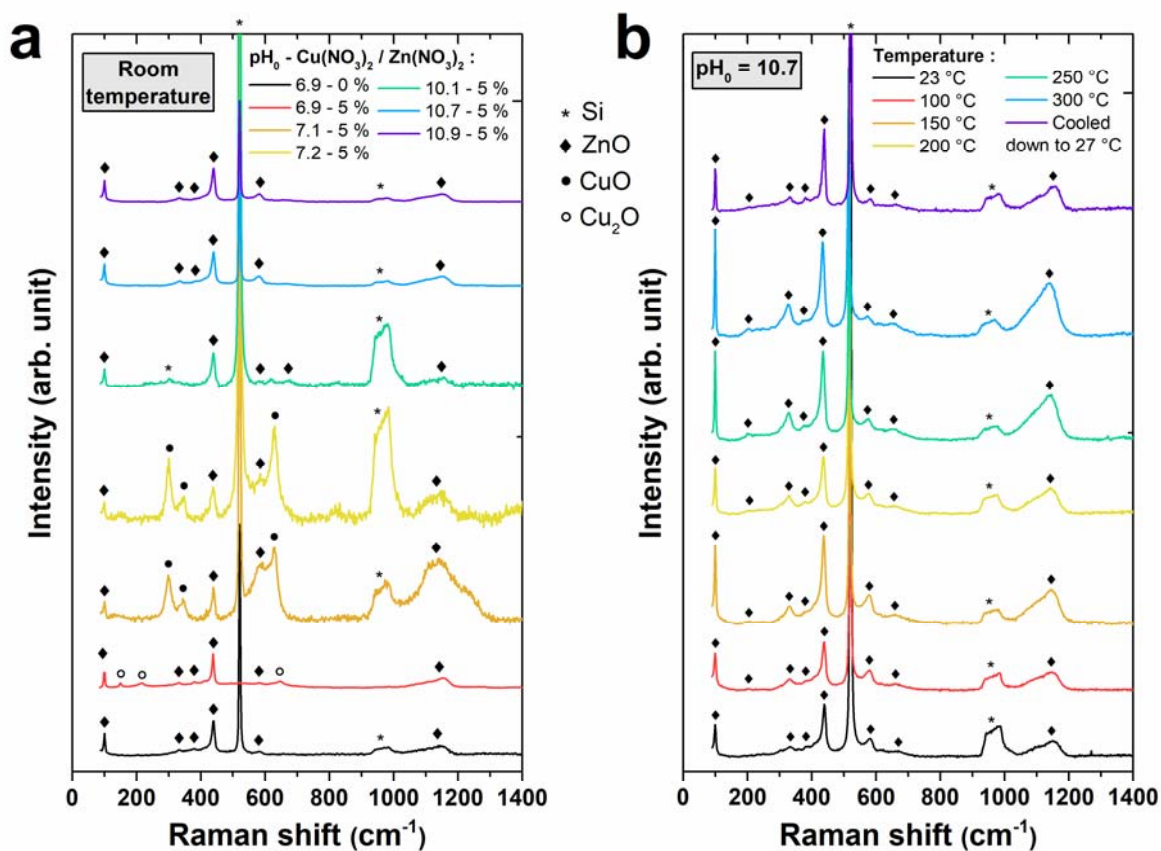 a
Room
temperature
pH₀ - Cu(NO₃)₂ / Zn(NO₃)₂ :
6.9 - 0 %
6.9 - 5 %
7.1 - 5 %
7.2 - 5 %
10.1 - 5 %
10.7 - 5 %
10.9 - 5 %
* Si
♦ ZnO
● CuO
○ Cu₂O
Intensity (arb. unit)
0 200 400 600 800 1000 1200 1400
Raman shift (cm⁻¹)
b
pH₀ = 10.7
Temperature :
23 °C
100 °C
150 °C
200 °C
250 °C
300 °C
Cooled
down to 27 °C
Intensity (arb. unit)
0 200 400 600 800 1000 1200 1400
Raman shift (cm⁻¹)